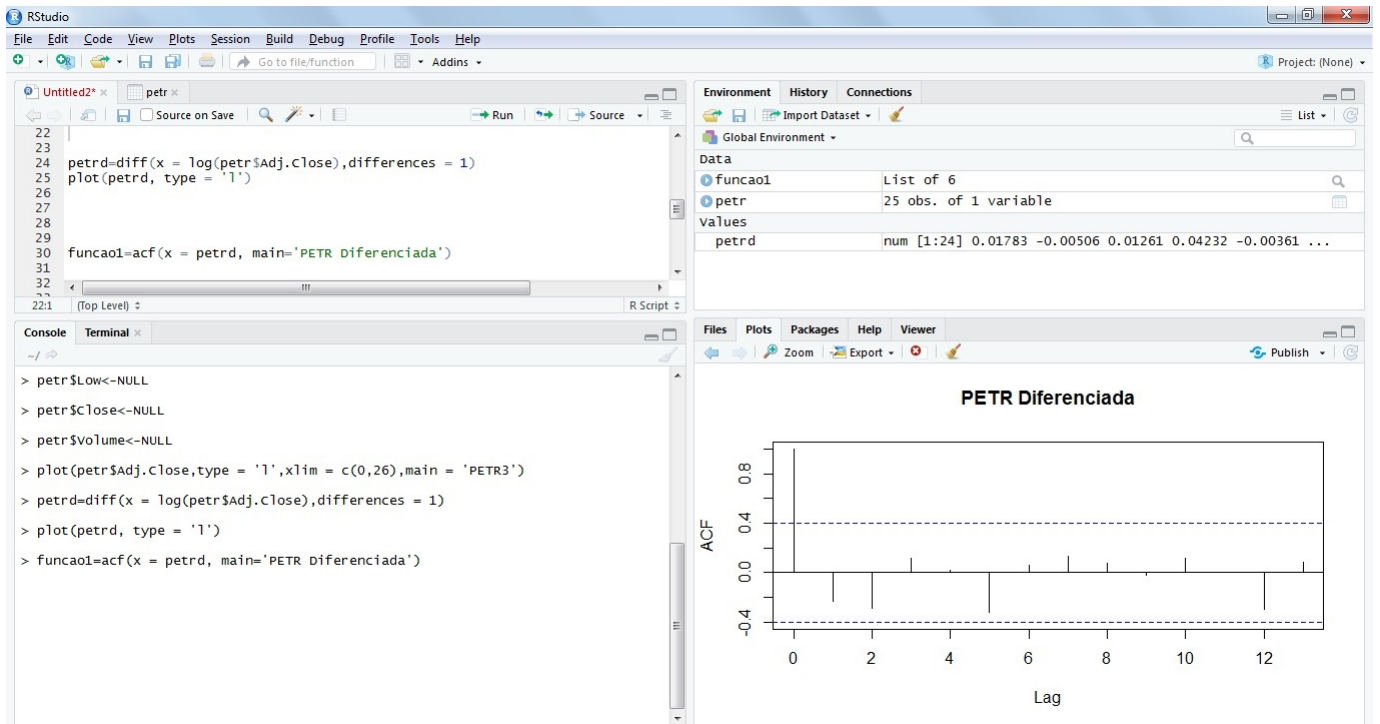 RStudio
File Edit Code View Plots Session Build Debug Profile Tools Help
Go to file/function Addins Project: (None)
Untitled2* petr
Source on Save Run Source
22
23
24 petrd=diff(x = log(petr$Adj.Close),differences = 1)
25 plot(petrd, type = 'l')
26
27
28
29
30 funcao1=acf(x = petrd, main='PETR Diferenciada')
31
32
22:1 (Top Level) R Script
Console Terminal
~/
> petr$Low<-NULL
> petr$Close<-NULL
> petr$Volume<-NULL
> plot(petr$Adj.Close,type = 'l',xlim = c(0,26),main = 'PETR3')
> petrd=diff(x = log(petr$Adj.Close),differences = 1)
> plot(petrd, type = 'l')
> funcao1=acf(x = petrd, main='PETR Diferenciada')
Environment History Connections
Import Dataset List
Global Environment
Data
funcao1 List of 6
petr 25 obs. of 1 variable
Values
petrd num [1:24] 0.01783 -0.00506 0.01261 0.04232 -0.00361 ...
Files Plots Packages Help Viewer
Zoom Export Publish
PETR Diferenciada
ACF
0.8
0.4
0.0
-0.4
0 2 4 6 8 10 12
Lag